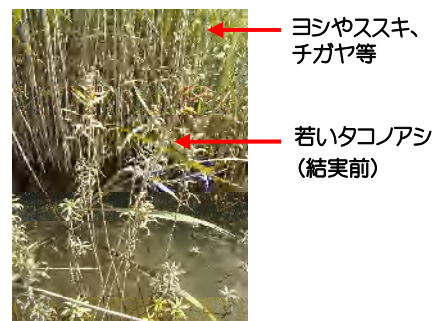 ヨシやススキ、
チガヤ等
若いタコノアシ
（結実前）